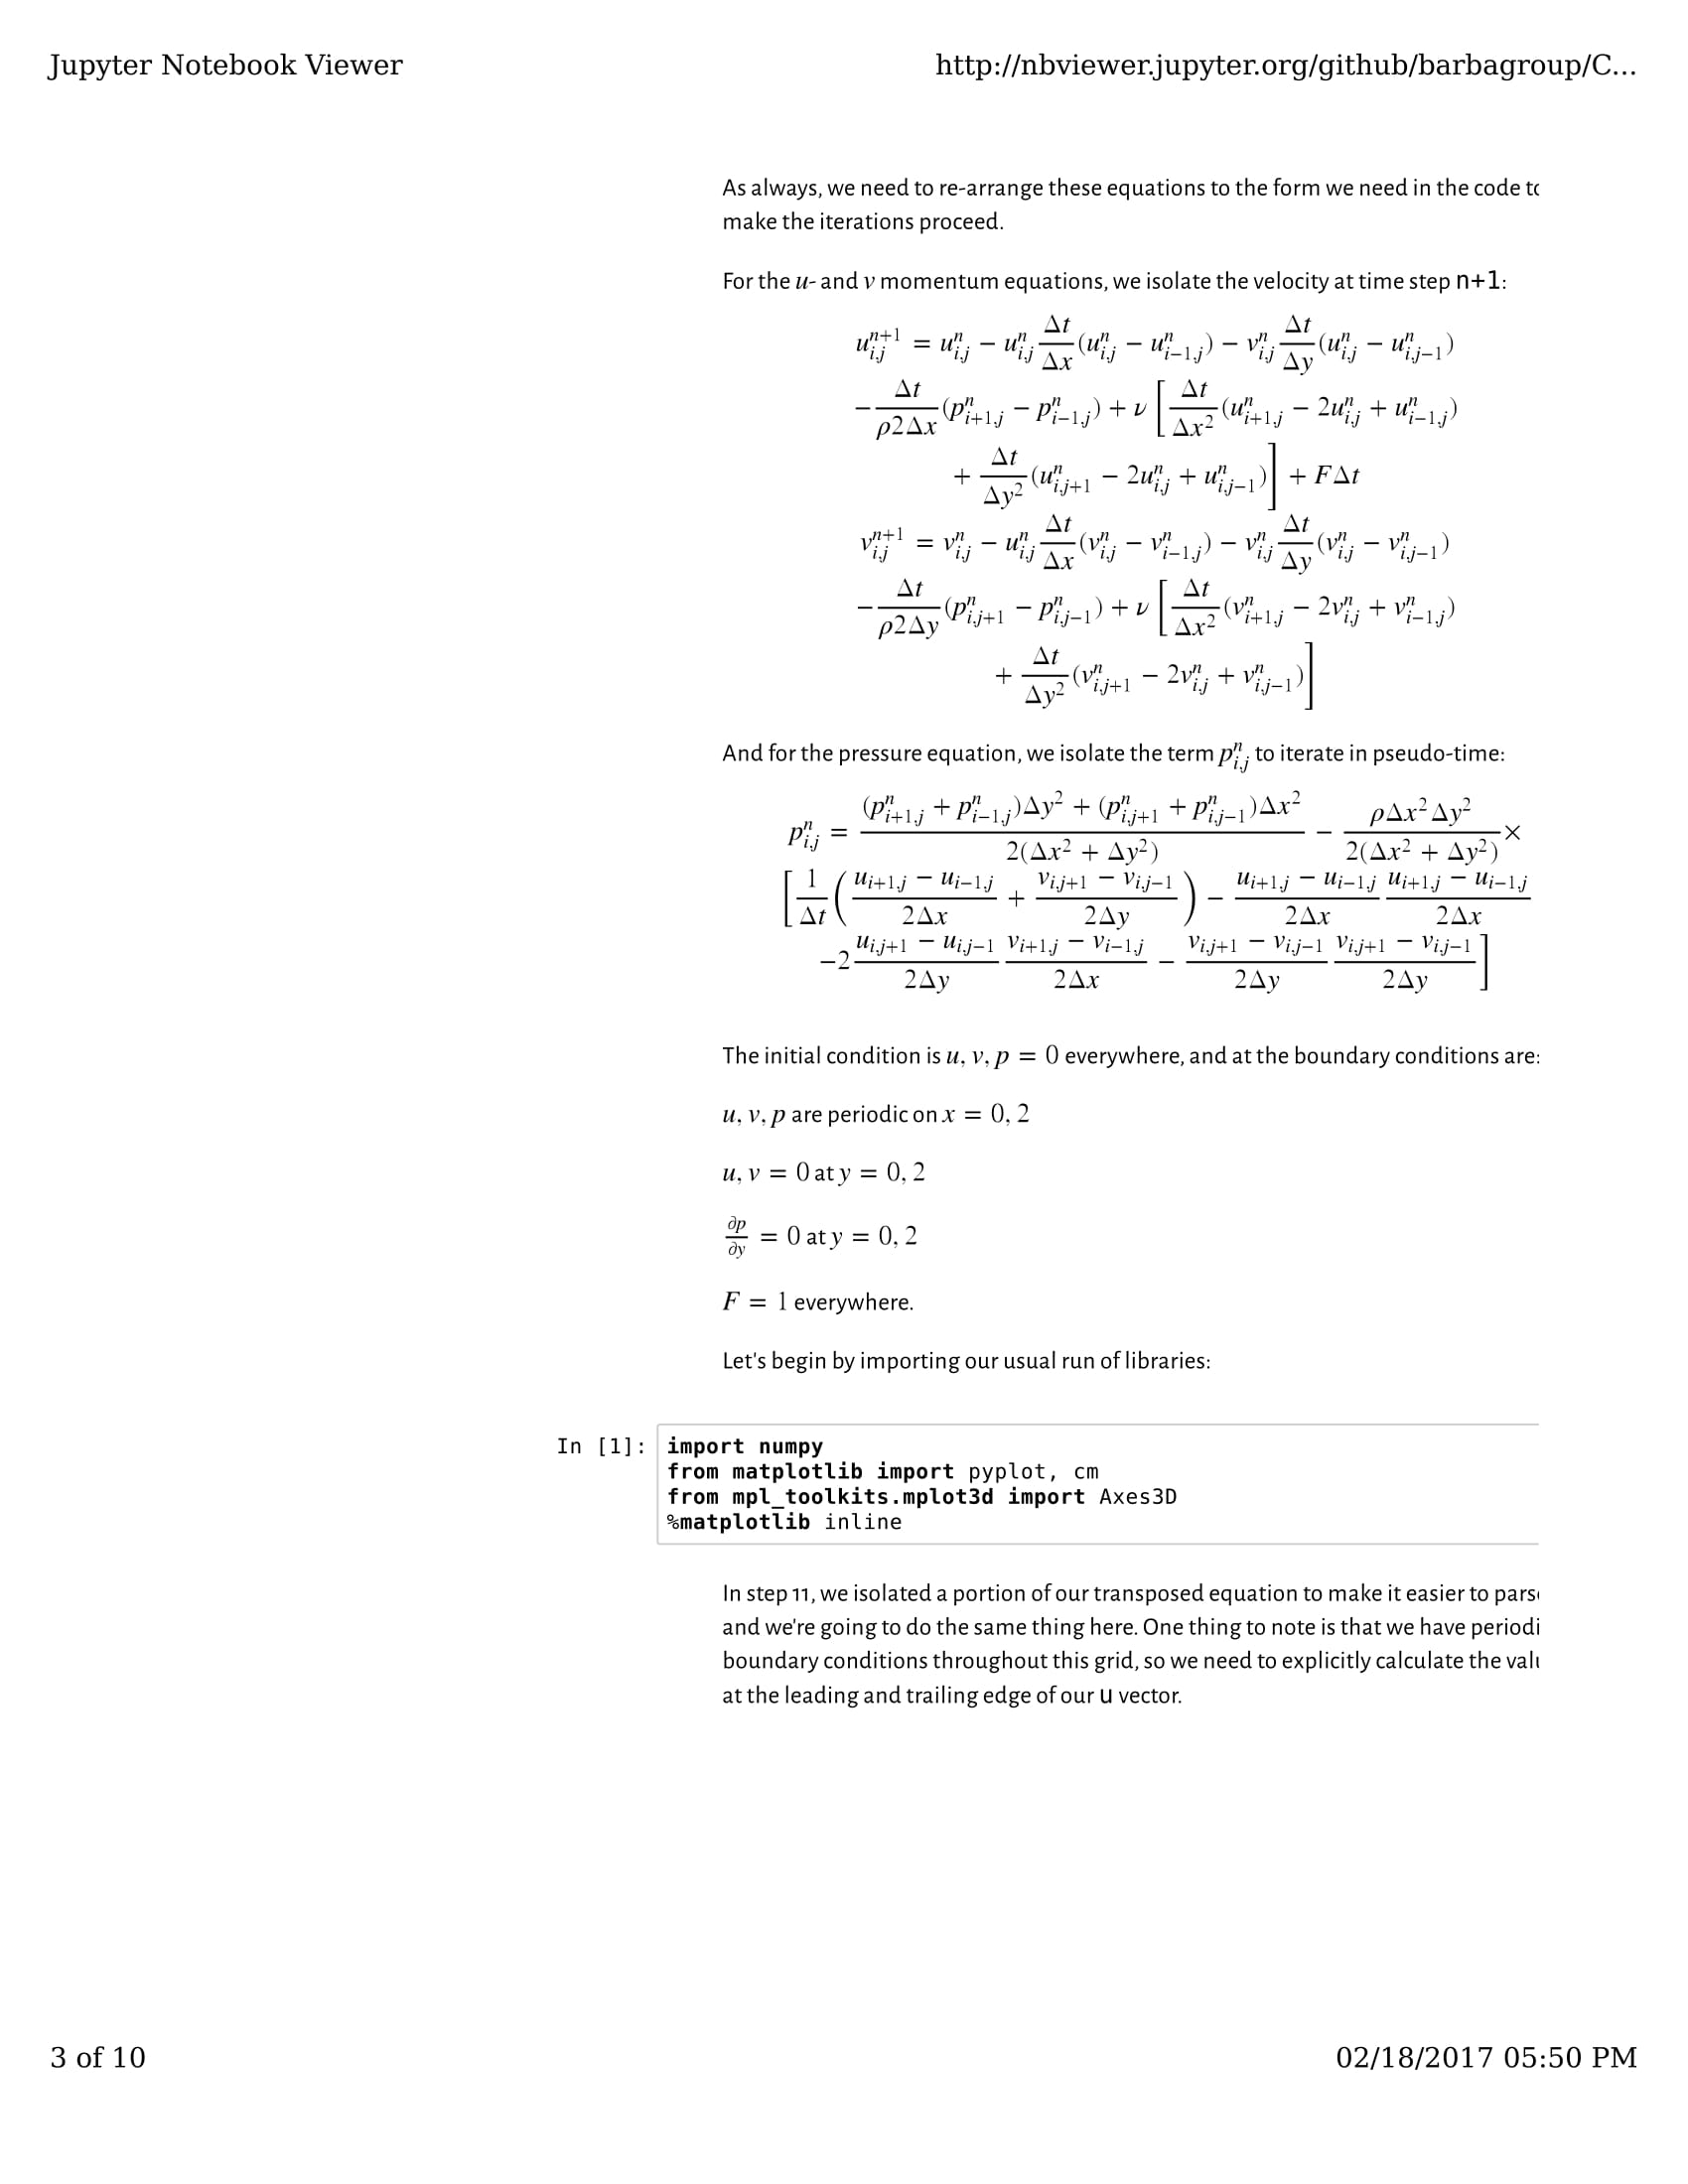 Jupyter Notebook Viewer http://nbviewer.jupyter.org/github/barbagroup/C...
As always, we need to re-arrange these equations to the form we need in the code
make the iterations proceed.
For the u- and v momentum equations, we isolate the velocity at time step n+1:
$u_{i,j}^{n+1} = u_{i,j}^{n} - u_{i,j}^{n}\frac{\Delta t}{\Delta x}(u_{i,j}^{n} - u_{i-1,j}^{n}) - v_{i,j}^{n}\frac{\Delta t}{\Delta y}(u_{i,j}^{n} - u_{i,j-1}^{n})$
$-\frac{\Delta t}{\rho 2\Delta x}(p_{i+1,j}^{n} - p_{i-1,j}^{n}) + \nu\left[\frac{\Delta t}{\Delta x^2}(u_{i+1,j}^{n} - 2u_{i,j}^{n} + u_{i-1,j}^{n})\right.$
$\left.+ \frac{\Delta t}{\Delta y^2}(u_{i,j+1}^{n} - 2u_{i,j}^{n} + u_{i,j-1}^{n})\right] + F\Delta t$
$v_{i,j}^{n+1} = v_{i,j}^{n} - u_{i,j}^{n}\frac{\Delta t}{\Delta x}(v_{i,j}^{n} - v_{i-1,j}^{n}) - v_{i,j}^{n}\frac{\Delta t}{\Delta y}(v_{i,j}^{n} - v_{i,j-1}^{n})$
$-\frac{\Delta t}{\rho 2\Delta y}(p_{i,j+1}^{n} - p_{i,j-1}^{n}) + \nu\left[\frac{\Delta t}{\Delta x^2}(v_{i+1,j}^{n} - 2v_{i,j}^{n} + v_{i-1,j}^{n})\right.$
$\left.+ \frac{\Delta t}{\Delta y^2}(v_{i,j+1}^{n} - 2v_{i,j}^{n} + v_{i,j-1}^{n})\right]$
And for the pressure equation, we isolate the term $p_{i,j}^{n}$ to iterate in pseudo-time:
$p_{i,j}^{n} = \frac{(p_{i+1,j}^{n} + p_{i-1,j}^{n})\Delta y^2 + (p_{i,j+1}^{n} + p_{i,j-1}^{n})\Delta x^2}{2(\Delta x^2 + \Delta y^2)} - \frac{\rho\Delta x^2\Delta y^2}{2(\Delta x^2 + \Delta y^2)} \times$
$\left[\frac{1}{\Delta t}\left(\frac{u_{i+1,j} - u_{i-1,j}}{2\Delta x} + \frac{v_{i,j+1} - v_{i,j-1}}{2\Delta y}\right) - \frac{u_{i+1,j} - u_{i-1,j}}{2\Delta x}\frac{u_{i+1,j} - u_{i-1,j}}{2\Delta x}\right.$
$\left.-2\frac{u_{i,j+1} - u_{i,j-1}}{2\Delta y}\frac{v_{i+1,j} - v_{i-1,j}}{2\Delta x} - \frac{v_{i,j+1} - v_{i,j-1}}{2\Delta y}\frac{v_{i,j+1} - v_{i,j-1}}{2\Delta y}\right]$
The initial condition is $u, v, p = 0$ everywhere, and at the boundary conditions are:
$u, v, p$ are periodic on $x = 0, 2$
$u, v = 0$ at $y = 0, 2$
$\frac{\partial p}{\partial y} = 0$ at $y = 0, 2$
$F = 1$ everywhere.
Let's begin by importing our usual run of libraries:
In [1]: import numpy
from matplotlib import pyplot, cm
from mpl_toolkits.mplot3d import Axes3D
%matplotlib inline
In step 11, we isolated a portion of our transposed equation to make it easier to
and we're going to do the same thing here. One thing to note is that we have
boundary conditions throughout this grid, so we need to explicitly calculate the
at the leading and trailing edge of our u vector.
3 of 10 02/18/2017 05:50 PM